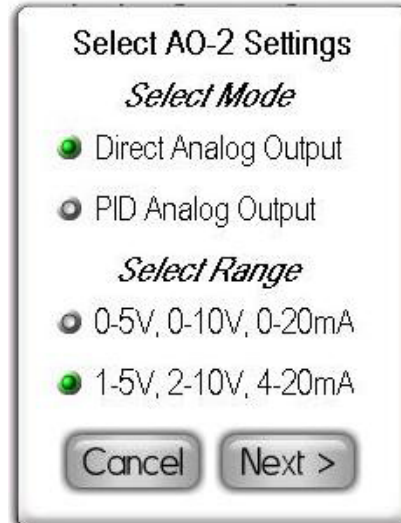 Select AO-2 Settings
Select Mode
Direct Analog Output
PID Analog Output
Select Range
0-5V, 0-10V, 0-20mA
1-5V, 2-10V, 4-20mA
Cancel Next >